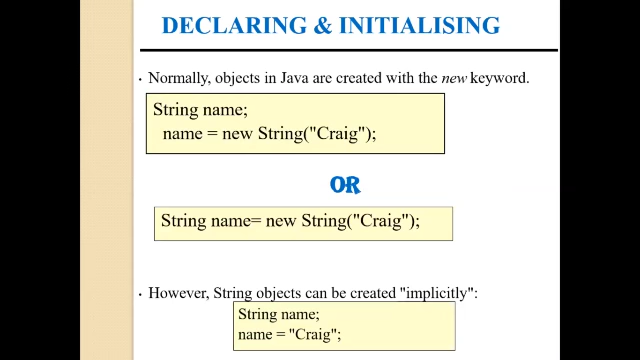 DECLARING & INITIALISING
• Normally, objects in Java are created with the new keyword.
String name;
name = new String("Craig");
OR
String name= new String("Craig");
• However, String objects can be created "implicitly":
String name;
name = "Craig";